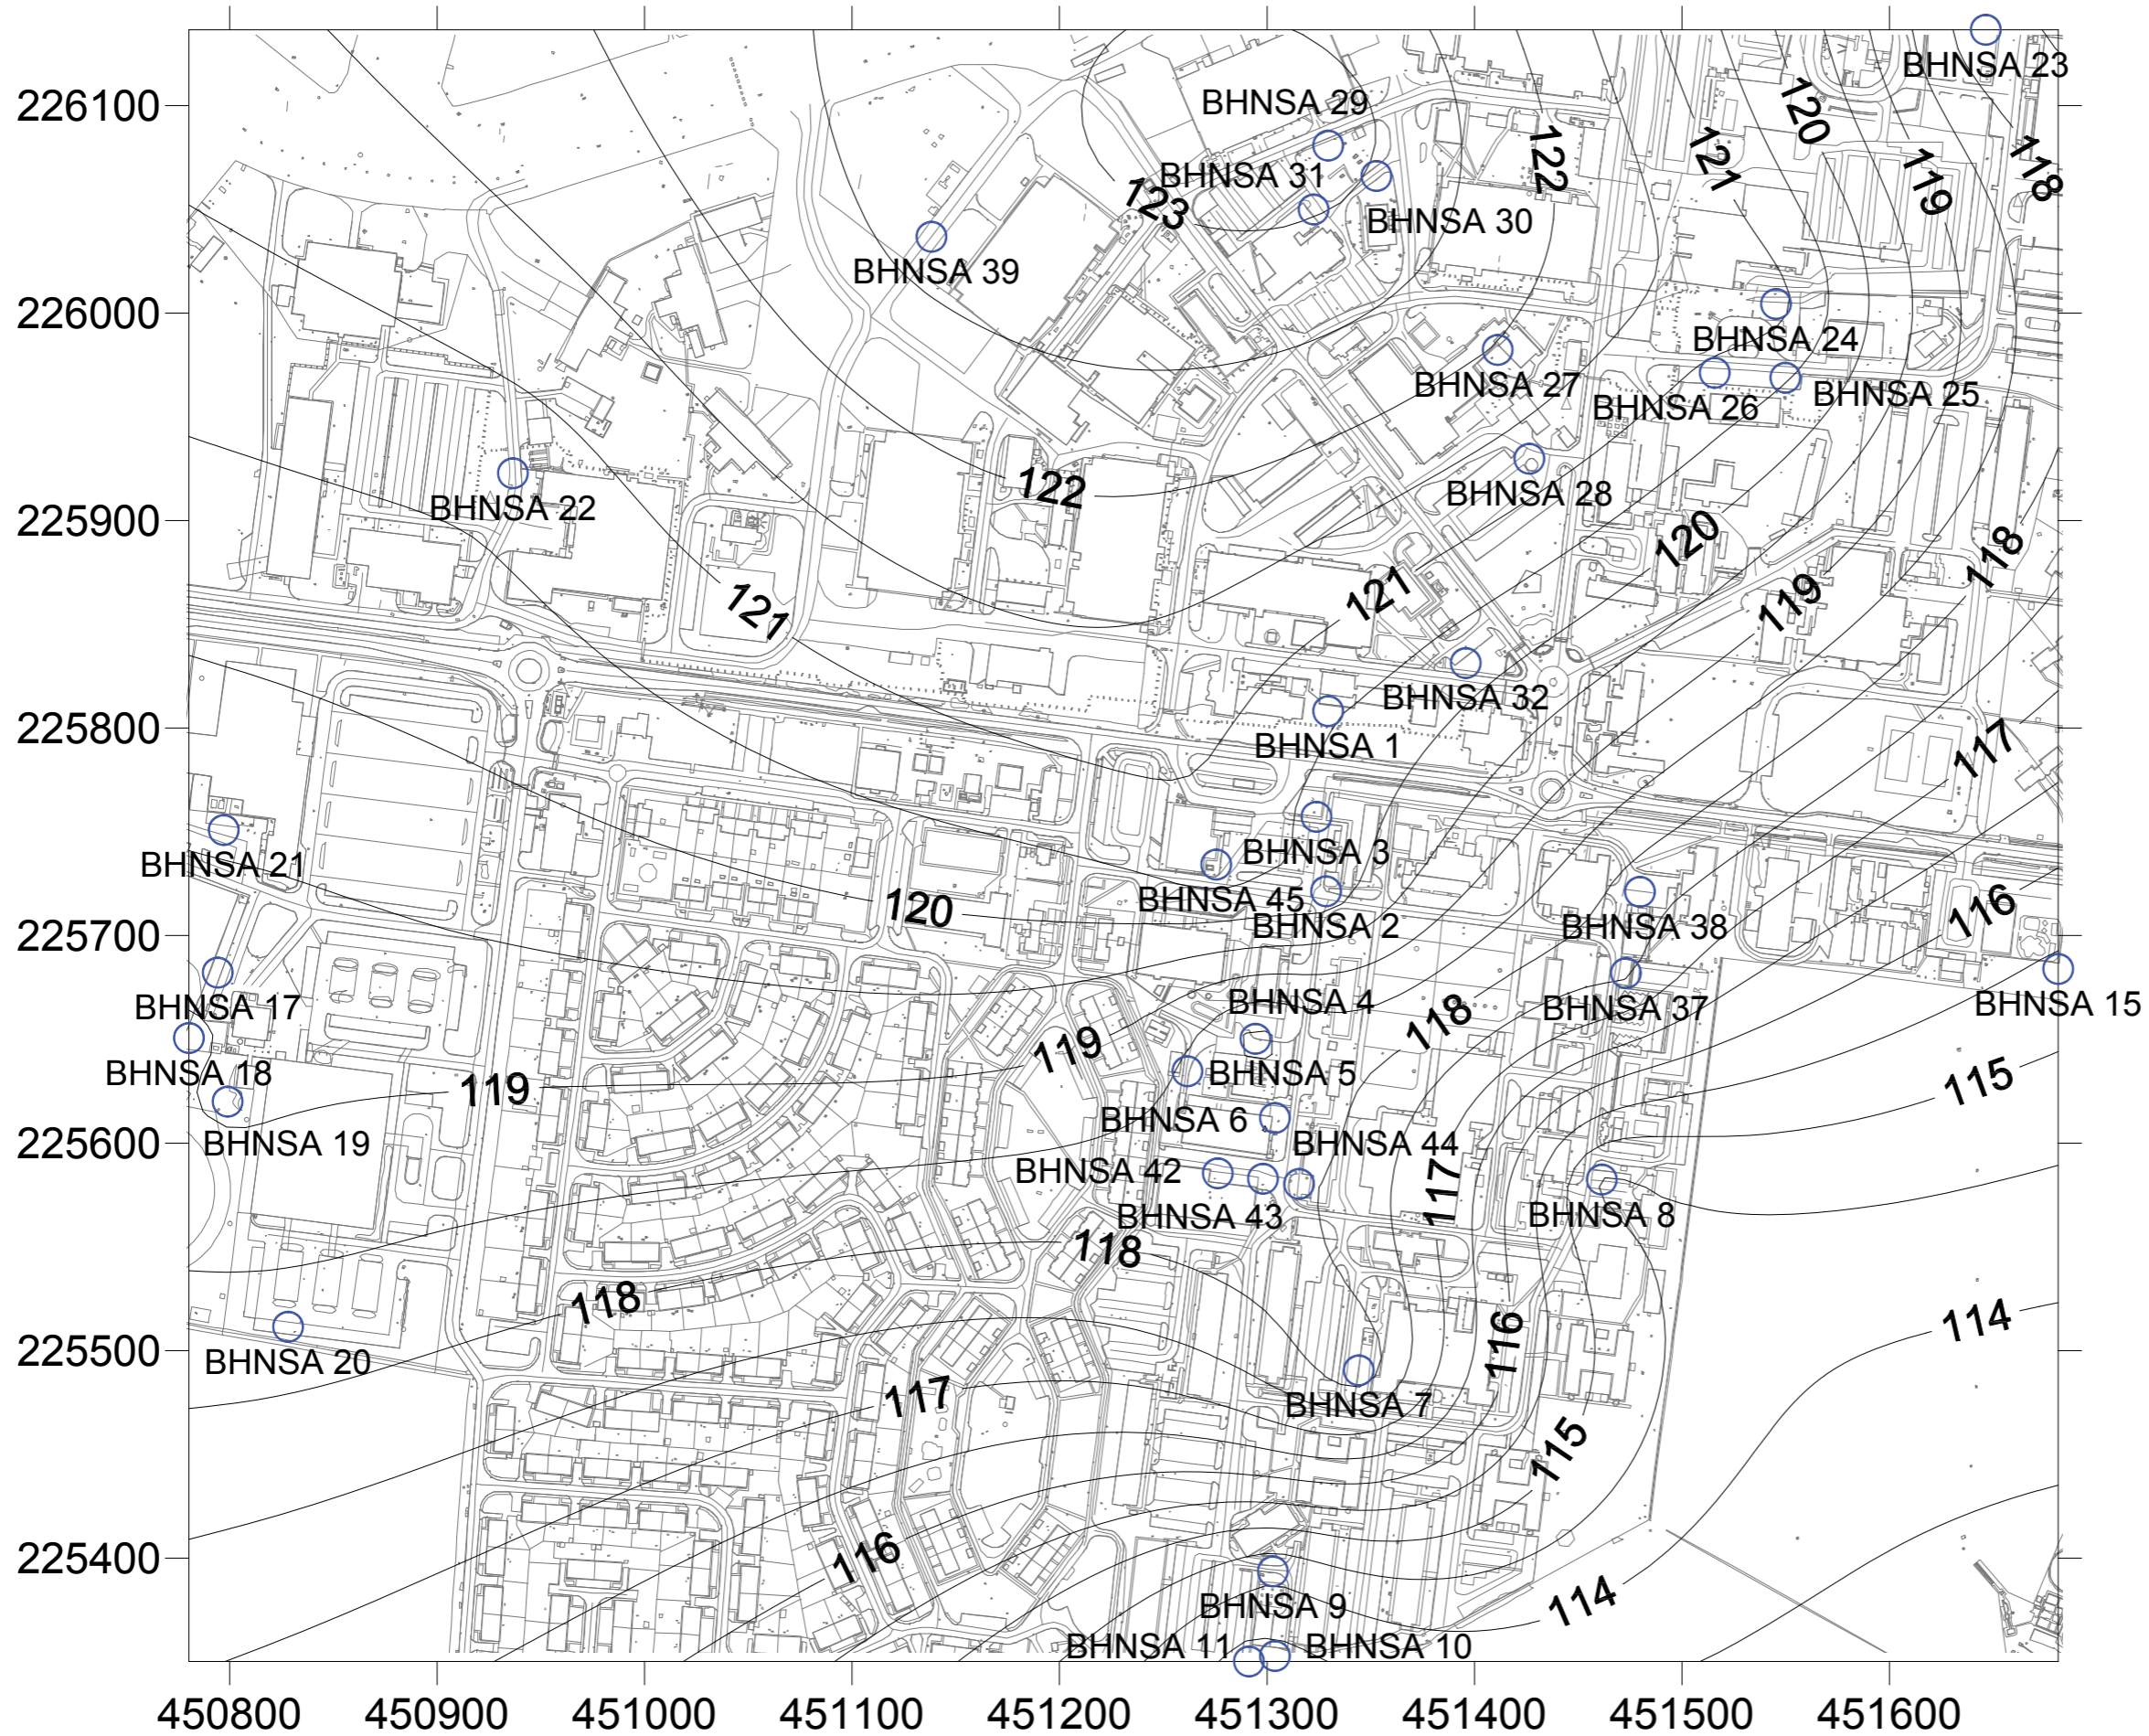 BHNSA 23
226100
BHNSA 29
120
122
121
118
BHNSA 31
119
123
BHNSA 30
BHNSA 39
226000
BHNSA 24
BHNSA 27
BHNSA 25
BHNSA 26
122
BHNSA 28
BHNSA 22
225900
120
118
121
119
121
BHNSA 32
225800
BHNSA 1
117
BHNSA 3
BHNSA 21
BHNSA 45
120
116
BHNSA 2
BHNSA 38
225700
BHNSA 4
BHNSA 17
BHNSA 37
BHNSA 15
118
119
BHNSA 18
BHNSA 5
115
119
BHNSA 6
225600
BHNSA 19
BHNSA 44
BHNSA 42
117
BHNSA 43
BHNSA 8
118
118
114
116
225500
BHNSA 20
117
BHNSA 7
115
116
225400
114
BHNSA 9
BHNSA 11
BHNSA 10
450800 450900 451000 451100 451200 451300 451400 451500 451600